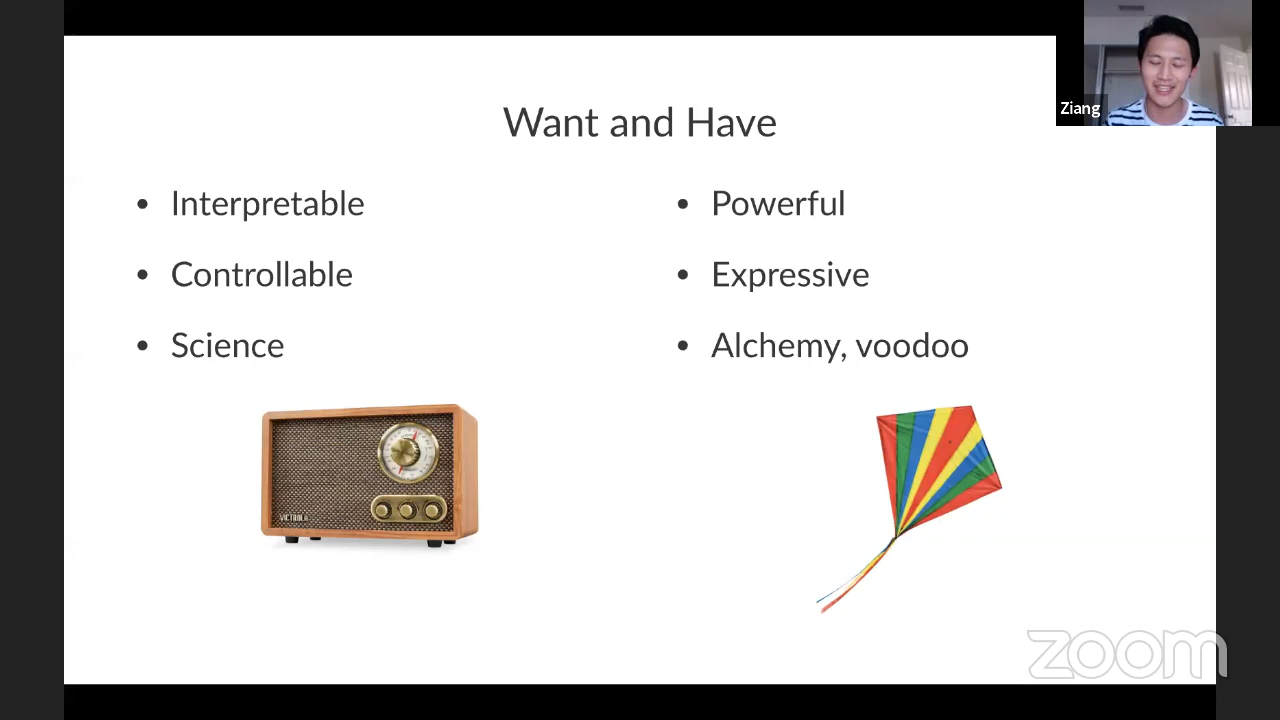 Want and Have
Ziang
• Interpretable
• Controllable
• Science
• Powerful
• Expressive
• Alchemy, voodoo
VICTROLA
zoom